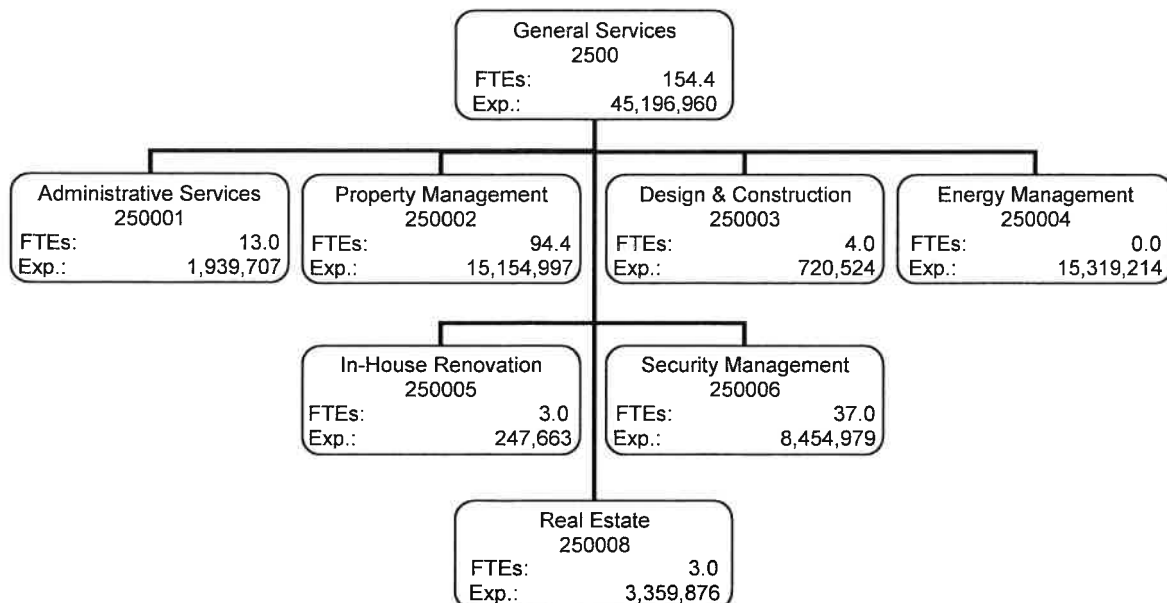 General Services
2500
FTEs: 154.4
Exp.: 45,196,960
Administrative Services
250001
FTEs: 13.0
Exp.: 1,939,707
Property Management
250002
FTEs: 94.4
Exp.: 15,154,997
Design & Construction
250003
FTEs: 4.0
Exp.: 720,524
Energy Management
250004
FTEs: 0.0
Exp.: 15,319,214
In-House Renovation
250005
FTEs: 3.0
Exp.: 247,663
Security Management
250006
FTEs: 37.0
Exp.: 8,454,979
Real Estate
250008
FTEs: 3.0
Exp.: 3,359,876